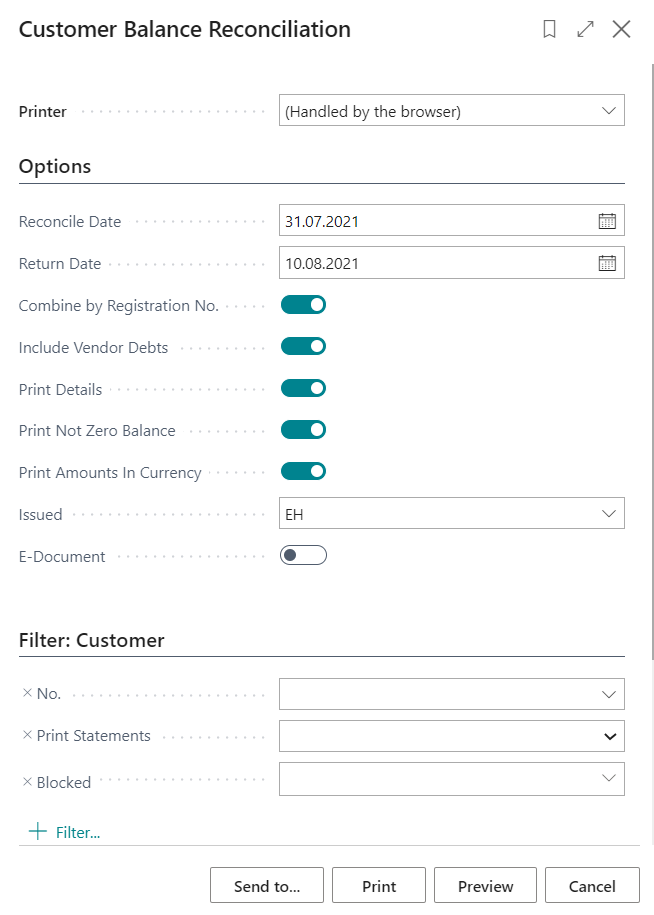 Customer Balance Reconciliation
Printer (Handled by the browser)
Options
Reconcile Date 31.07.2021
Return Date 10.08.2021
Combine by Registration No.
Include Vendor Debts
Print Details
Print Not Zero Balance
Print Amounts In Currency
Issued EH
E-Document
Filter: Customer
× No.
× Print Statements
× Blocked
+ Filter...
Send to... Print Preview Cancel